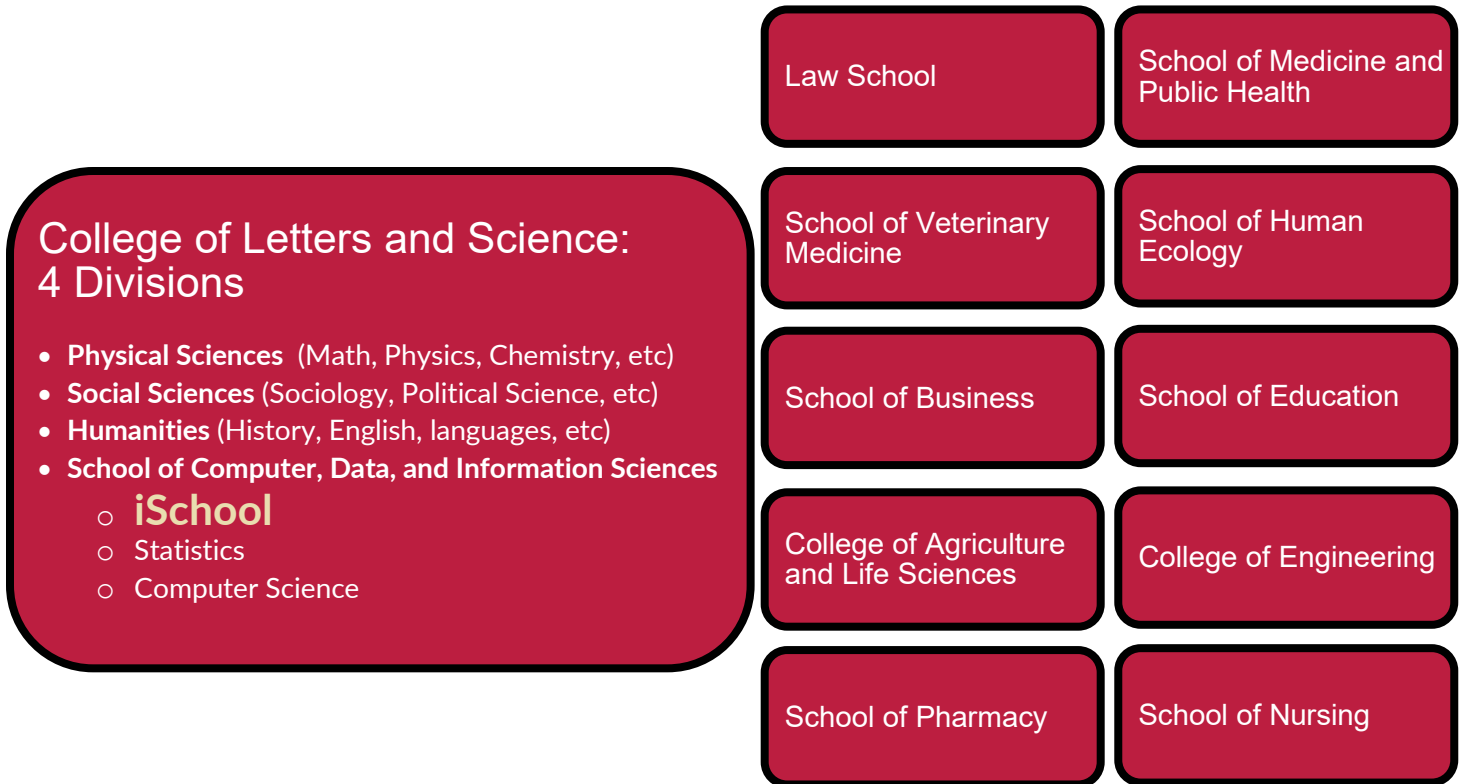 College of Letters and Science:
4 Divisions
• Physical Sciences (Math, Physics, Chemistry, etc)
• Social Sciences (Sociology, Political Science, etc)
• Humanities (History, English, languages, etc)
• School of Computer, Data, and Information Sciences
○ iSchool
○ Statistics
○ Computer Science
Law School
School of Medicine and
Public Health
School of Veterinary
Medicine
School of Human
Ecology
School of Business
School of Education
College of Agriculture
and Life Sciences
College of Engineering
School of Pharmacy
School of Nursing